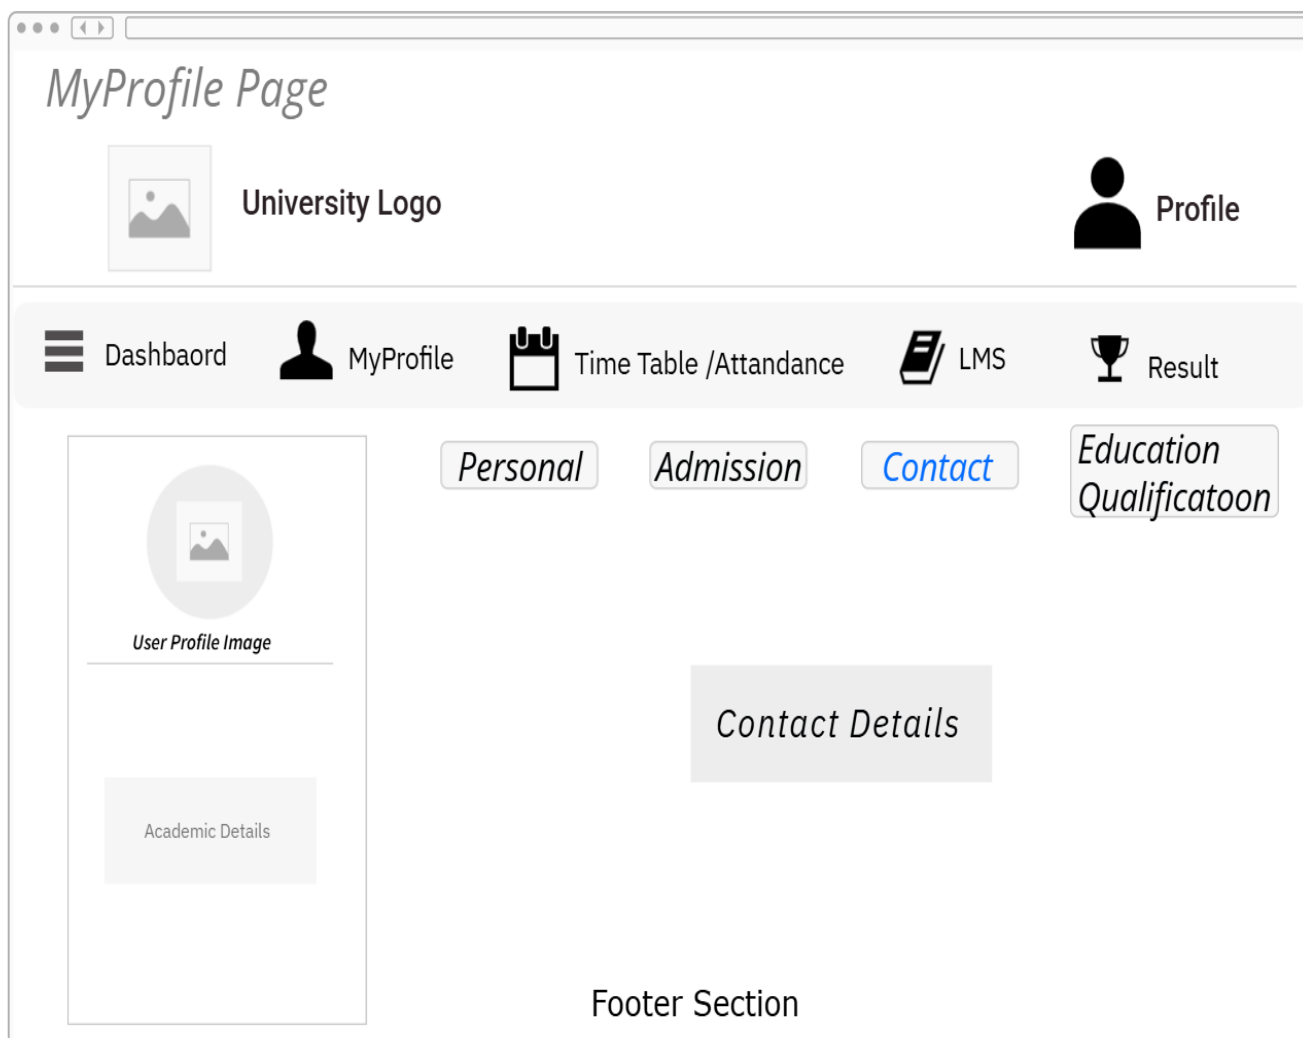 MyProfile Page
University Logo
Profile
Dashbaord
MyProfile
Time Table /Attandance
LMS
Result
Personal
Admission
Contact
Education
Qualificatoon
User Profile Image
Contact Details
Academic Details
Footer Section